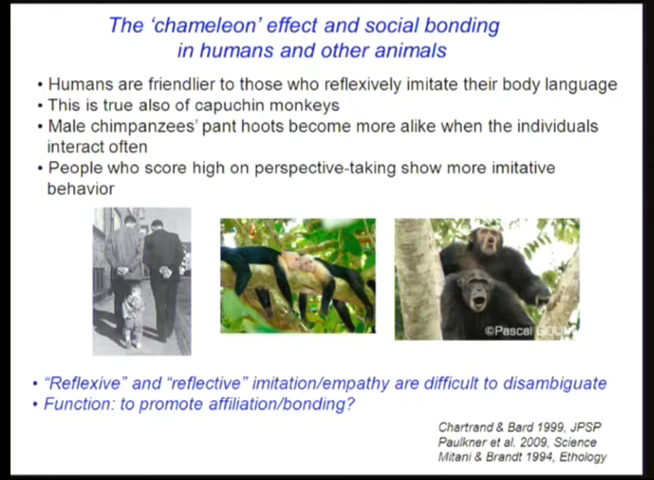 The ‘chameleon’ effect and social bonding
in humans and other animals
• Humans are friendlier to those who reflexively imitate their body language
• This is true also of capuchin monkeys
• Male chimpanzees’ pant hoots become more alike when the individuals
interact often
• People who score high on perspective-taking show more imitative
behavior
©Pascal
• “Reflexive” and “reflective” imitation/empathy are difficult to disambiguate
• Function: to promote affiliation/bonding?
Chartrand & Bard 1999, JPSP
Paulkner et al. 2009, Science
Mitani & Brandt 1994, Ethology